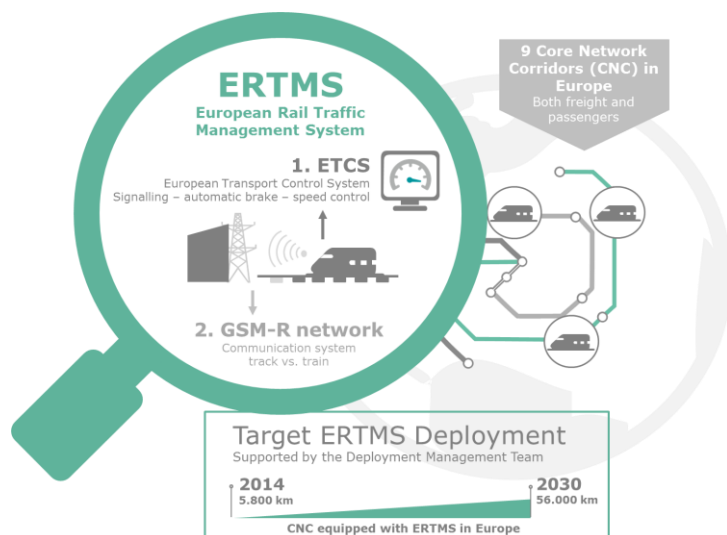 ERTMS
European Rail Traffic
Management System
1. ETCS
European Transport Control System
Signalling – automatic brake – speed control
2. GSM-R network
Communication system
track vs. train
9 Core Network
Corridors (CNC) in
Europe
Both freight and
passengers
Target ERTMS Deployment
Supported by the Deployment Management Team
2014
5.800 km
2030
56.000 km
CNC equipped with ERTMS in Europe